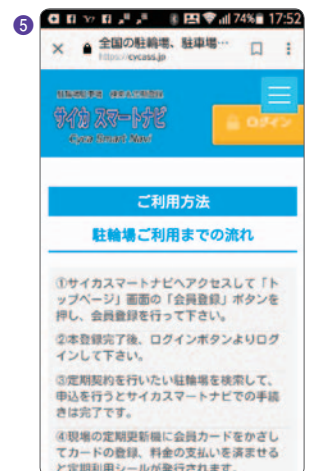 5
74% 17:52
全国の駐輪場、駐車場…
https://cycass.jp
サイカ スマートナビ
Cyca Smart Navi
ログイン
ご利用方法
駐輪場ご利用までの流れ
①サイカスマートナビへアクセスして「ト
ップページ」画面の「会員登録」ボタンを
押し、会員登録を行って下さい。
②本登録完了後、ログインボタンよりログ
インして下さい。
③定期契約を行いたい駐輪場を検索して、
申込を行うとサイカスマートナビでの手続
きは完了です。
④現場の定期更新機に会員カードをかざし
てカードの登録、料金の支払いを済ませる
と定期利用シールが発行されます。